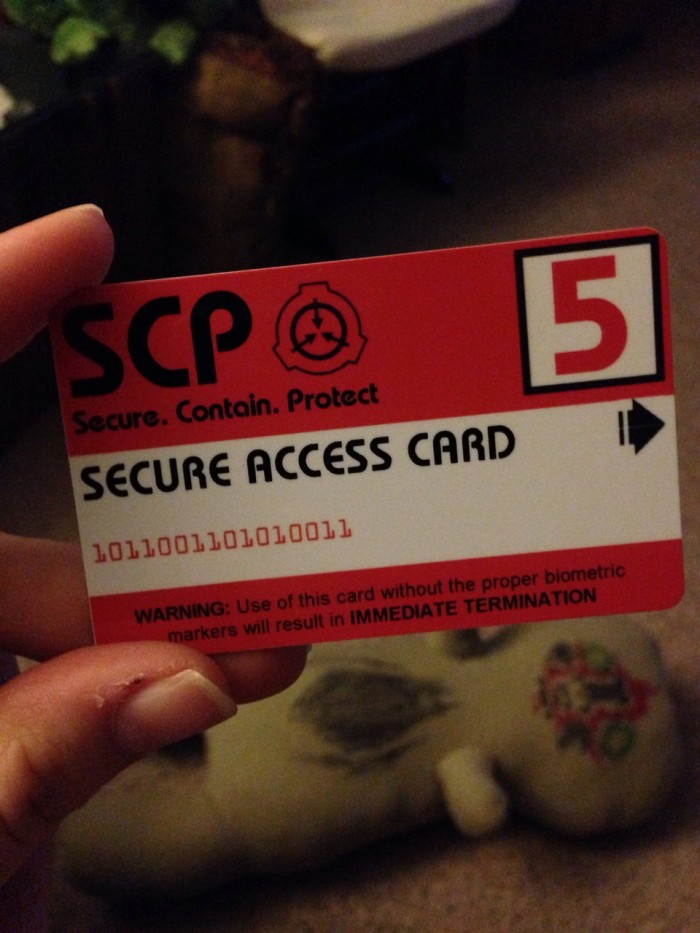 SCP
5
Secure. Contain. Protect
SECURE ACCESS CARD
1011001101010011
WARNING: Use of this card without the proper biometric
markers will result in IMMEDIATE TERMINATION